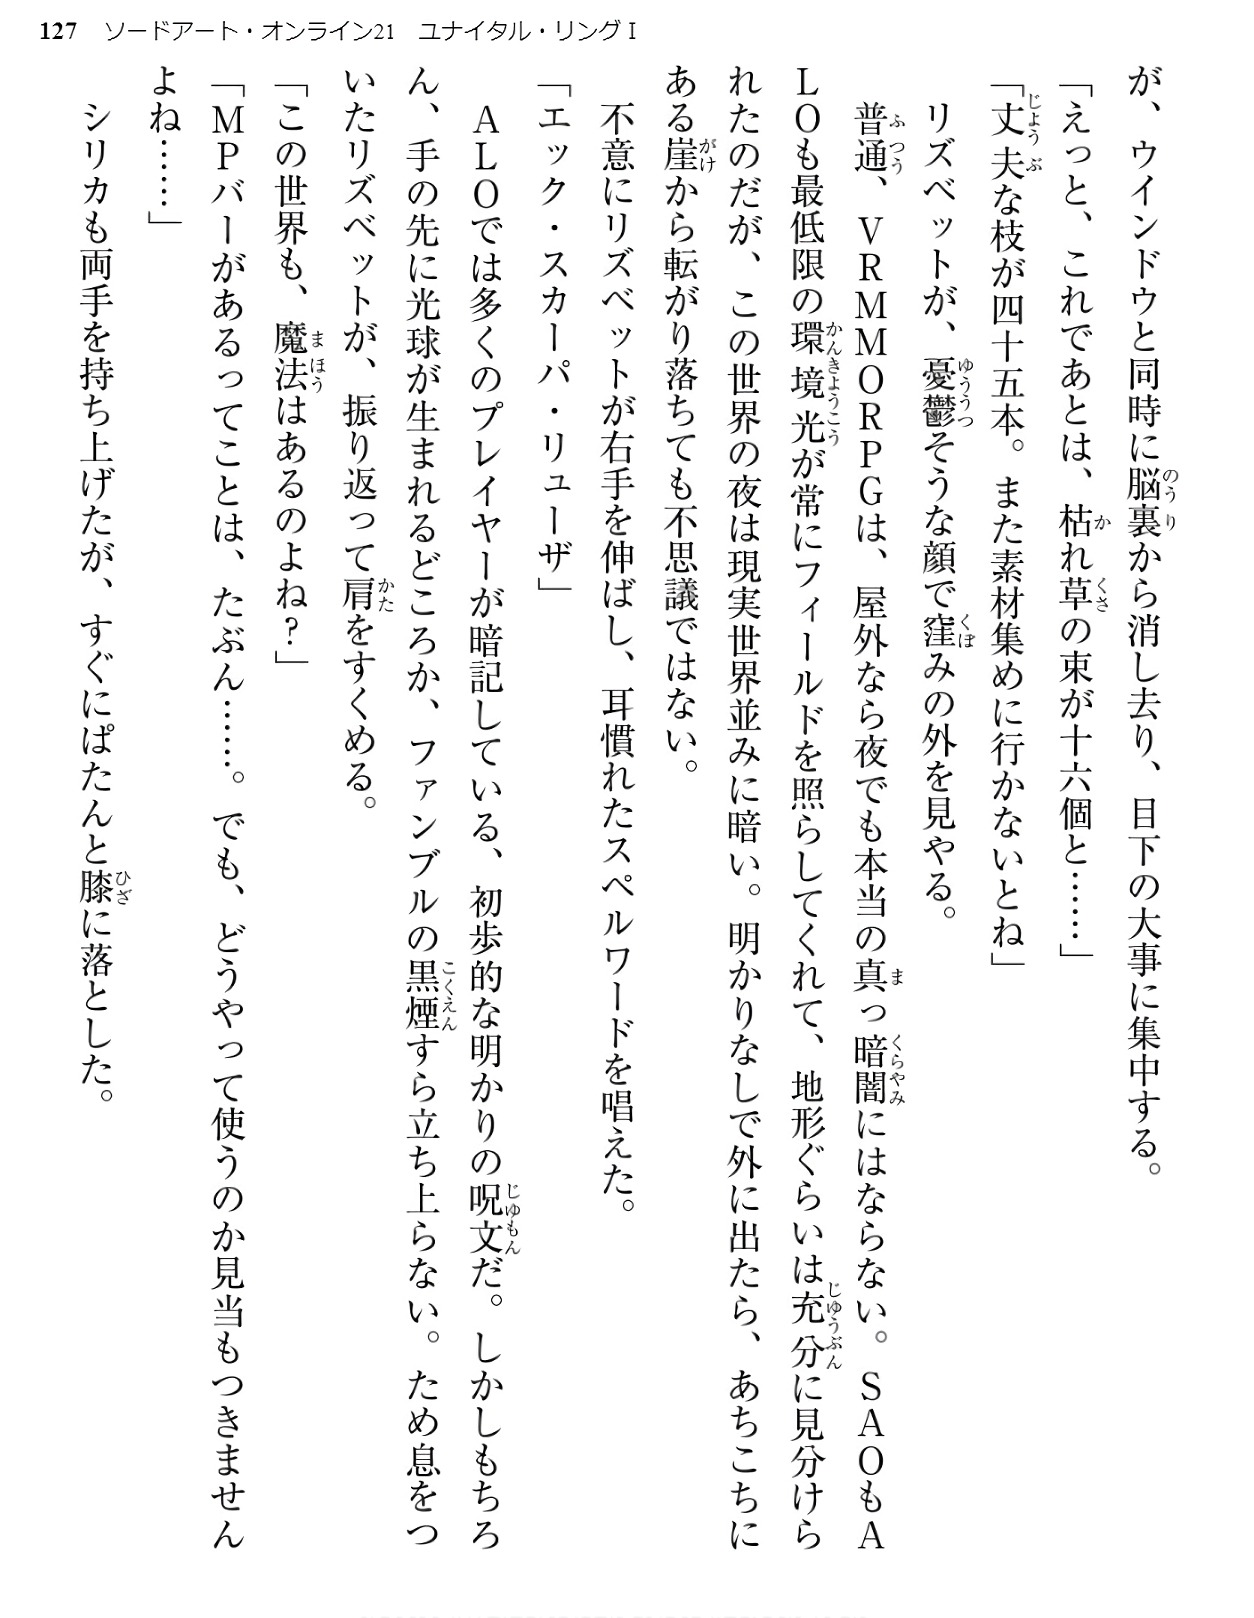 127 ソードアート・オンライン21 ユナイタル・リングⅠ
が、ウインドウと同時に脳裏から消し去り、目下の大事に集中する。
「えっと、これであとは、枯れ草の束が十六個と……」
「丈夫な枝が四十五本。また素材集めに行かないとね」
リズベットが、憂鬱そうな顔で窪みの外を見やる。
普通、ＶＲＭＭＯＲＰＧは、屋外なら夜でも本当の真っ暗闇にはならない。ＳＡＯもＡ
ＬＯも最低限の環境光が常にフィールドを照らしてくれて、地形ぐらいは充分に見分けら
れたのだが、この世界の夜は現実世界並みに暗い。明かりなしで外に出たら、あちこちに
ある崖から転がり落ちても不思議ではない。
不意にリズベットが右手を伸ばし、耳慣れたスペルワードを唱えた。
「エック・スカーパ・リューザ」
ＡＬＯでは多くのプレイヤーが暗記している、初歩的な明かりの呪文だ。しかしもちろ
ん、手の先に光球が生まれるどころか、ファンブルの黒煙すら立ち上らない。ため息をつ
いたリズベットが、振り返って肩をすくめる。
「この世界も、魔法はあるのよね？」
「ＭＰバーがあるってことは、たぶん……。でも、どうやって使うのか見当もつきません
よね……」
シリカも両手を持ち上げたが、すぐにぱたんと膝に落とした。